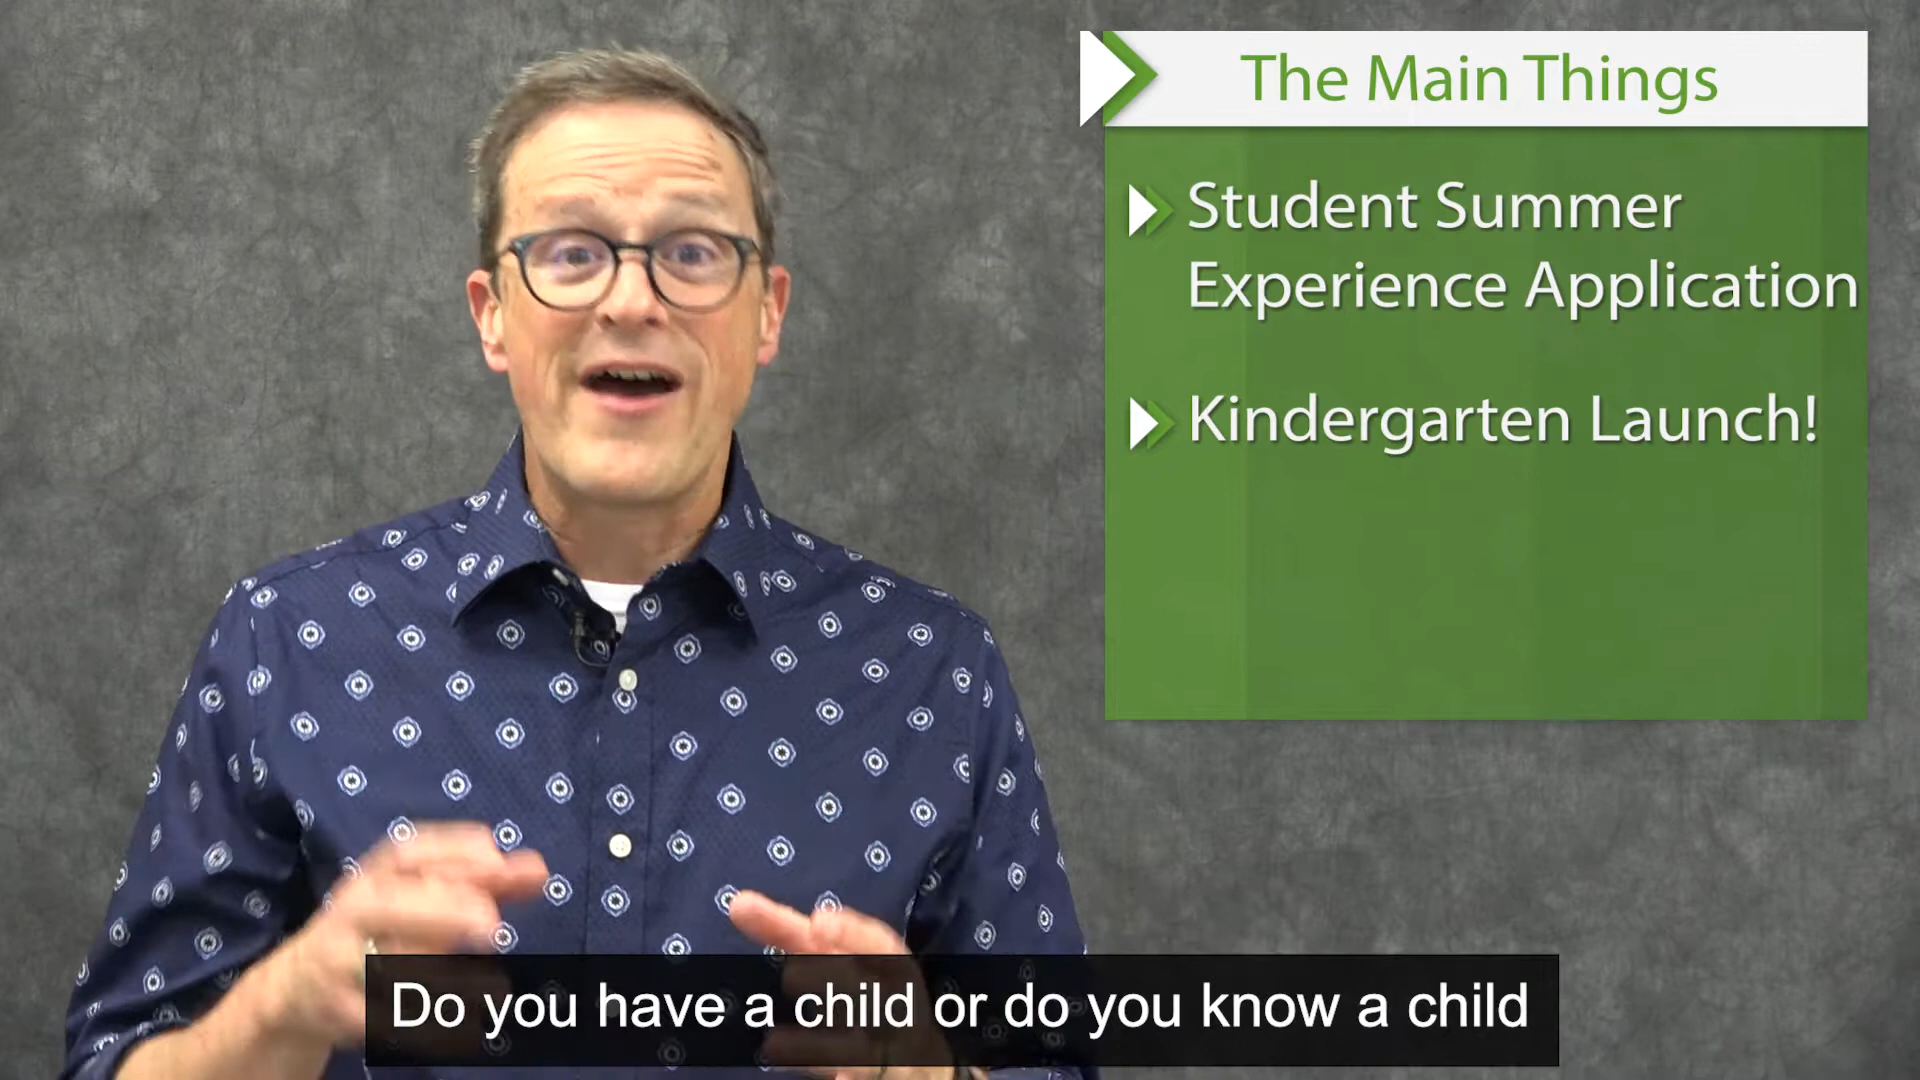 The Main Things
Student Summer
Experience Application
Kindergarten Launch!
Do you have a child or do you know a child